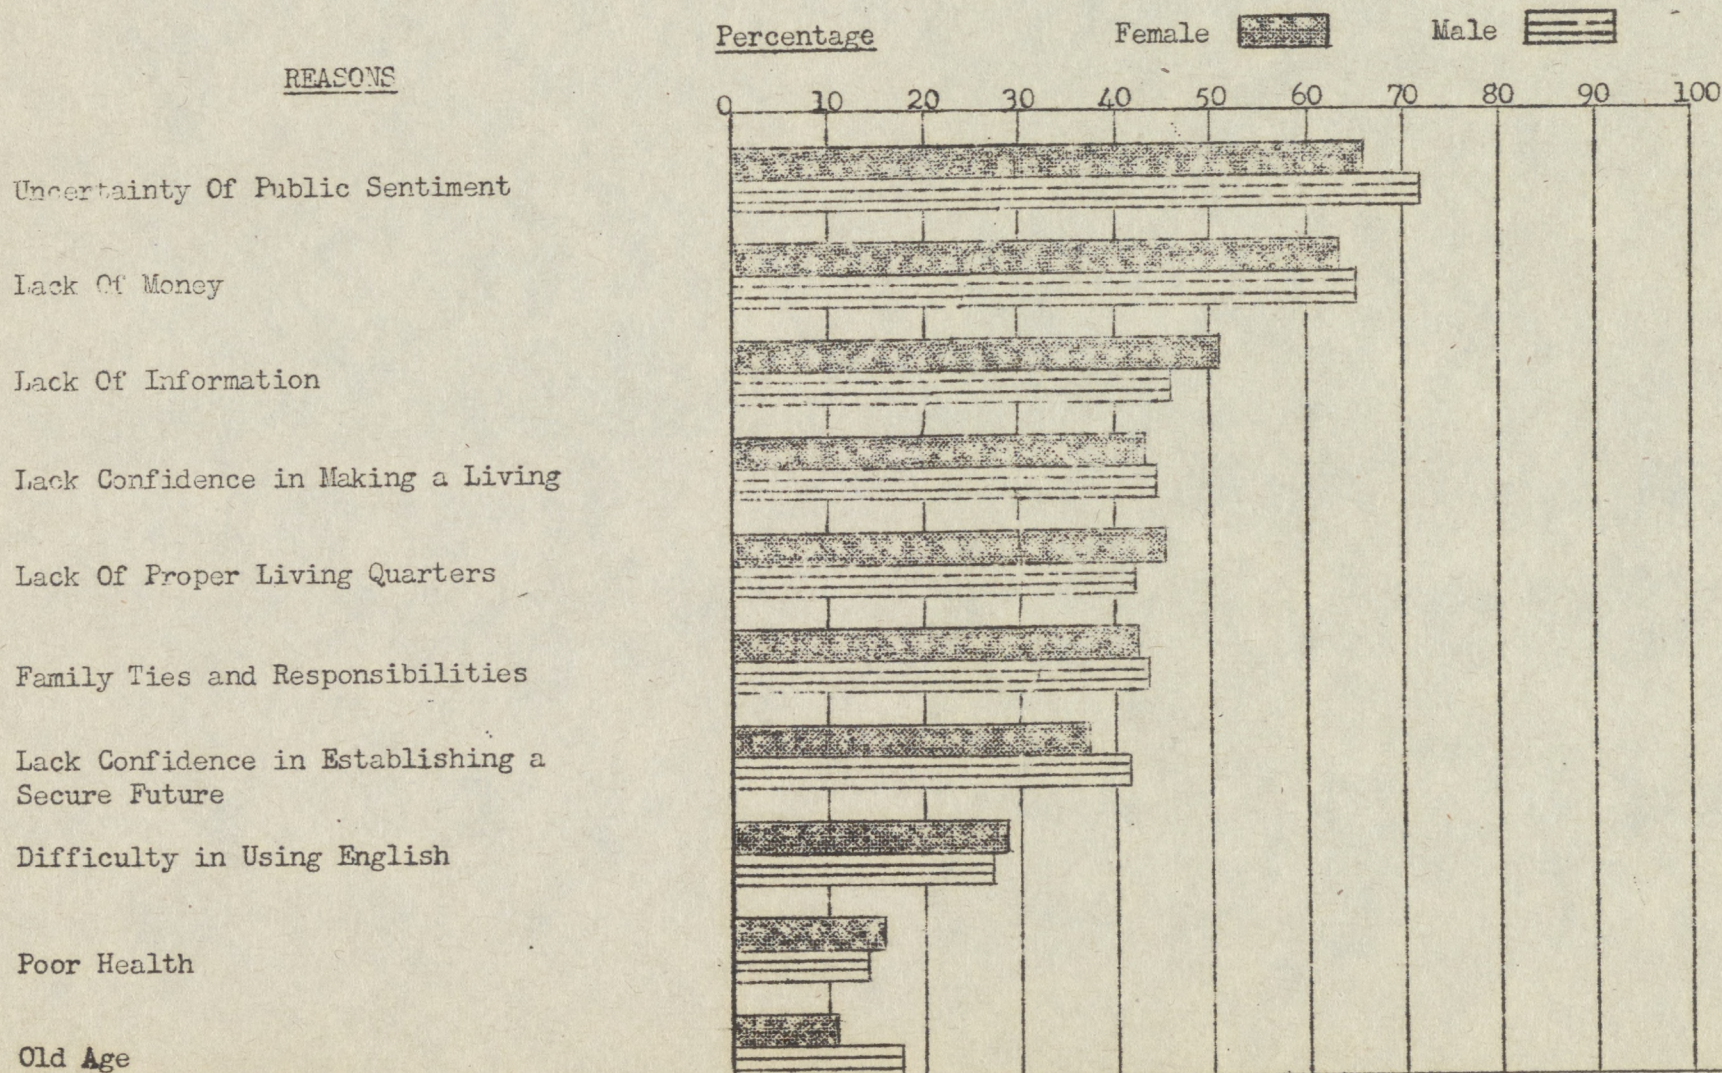 Percentage Female Male
REASONS
0 10 20 30 40 50 60 70 80 90 100
Uncertainty Of Public Sentiment
Lack Of Money
Lack Of Information
Lack Confidence in Making a Living
Lack Of Proper Living Quarters
Family Ties and Responsibilities
Lack Confidence in Establishing a
Secure Future
Difficulty in Using English
Poor Health
Old Age